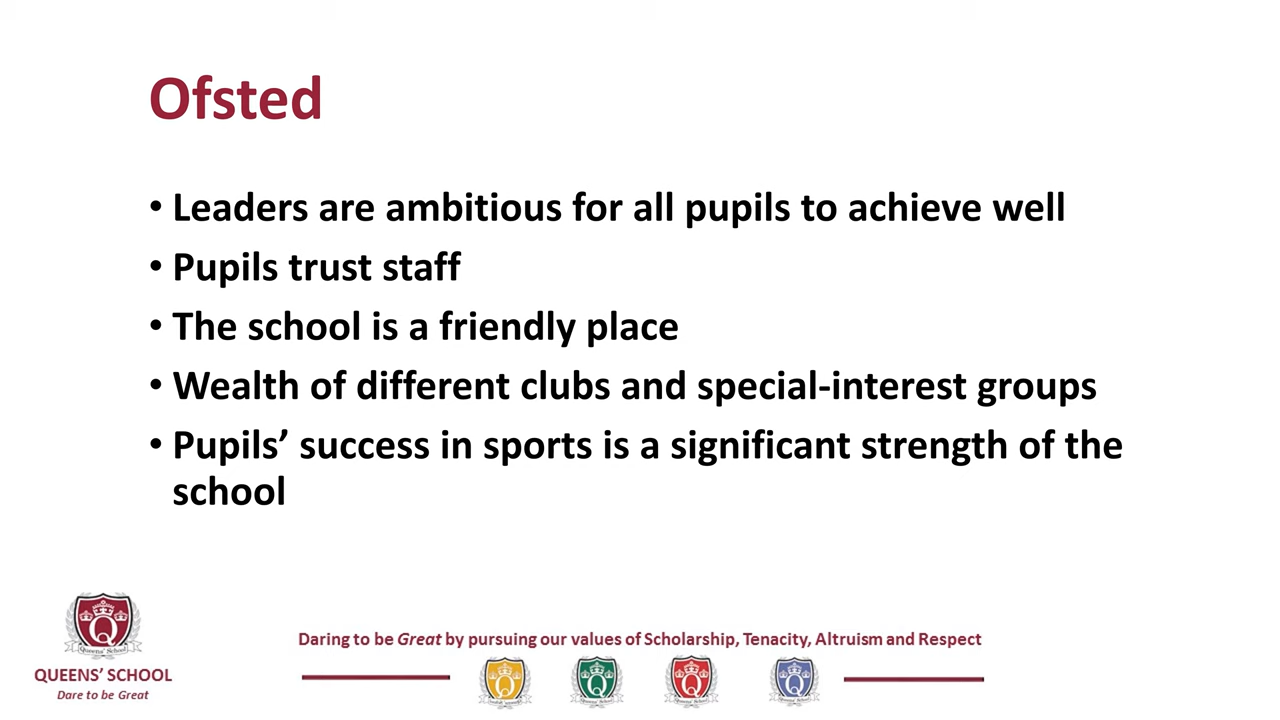 Ofsted
• Leaders are ambitious for all pupils to achieve well
• Pupils trust staff
• The school is a friendly place
• Wealth of different clubs and special-interest groups
• Pupils’ success in sports is a significant strength of the
school
Daring to be Great by pursuing our values of Scholarship, Tenacity, Altruism and Respect
Q
Queens' School
QUEENS’ SCHOOL
Dare to be Great